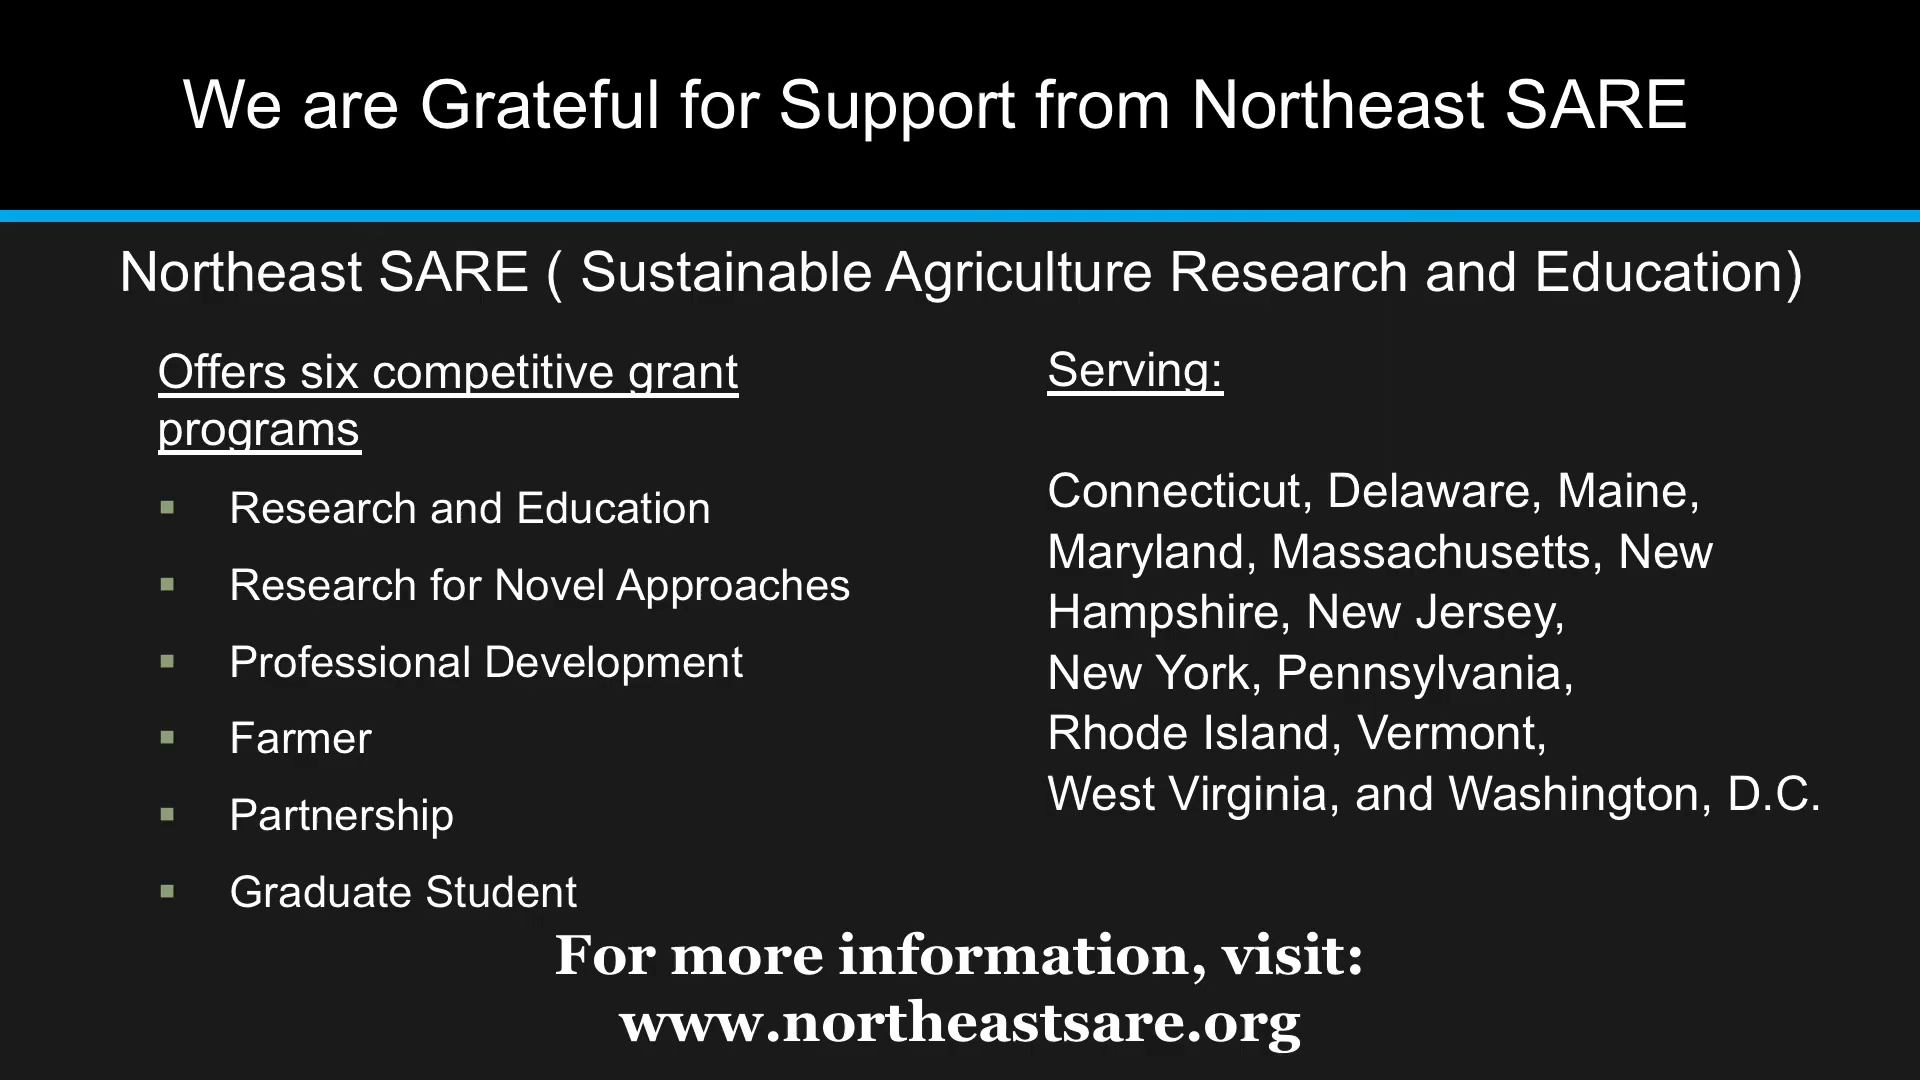 We are Grateful for Support from Northeast SARE
Northeast SARE ( Sustainable Agriculture Research and Education)
Offers six competitive grant
programs
▪ Research and Education
▪ Research for Novel Approaches
▪ Professional Development
▪ Farmer
▪ Partnership
▪ Graduate Student
Serving:
Connecticut, Delaware, Maine,
Maryland, Massachusetts, New
Hampshire, New Jersey,
New York, Pennsylvania,
Rhode Island, Vermont,
West Virginia, and Washington, D.C.
For more information, visit:
www.northeastsare.org